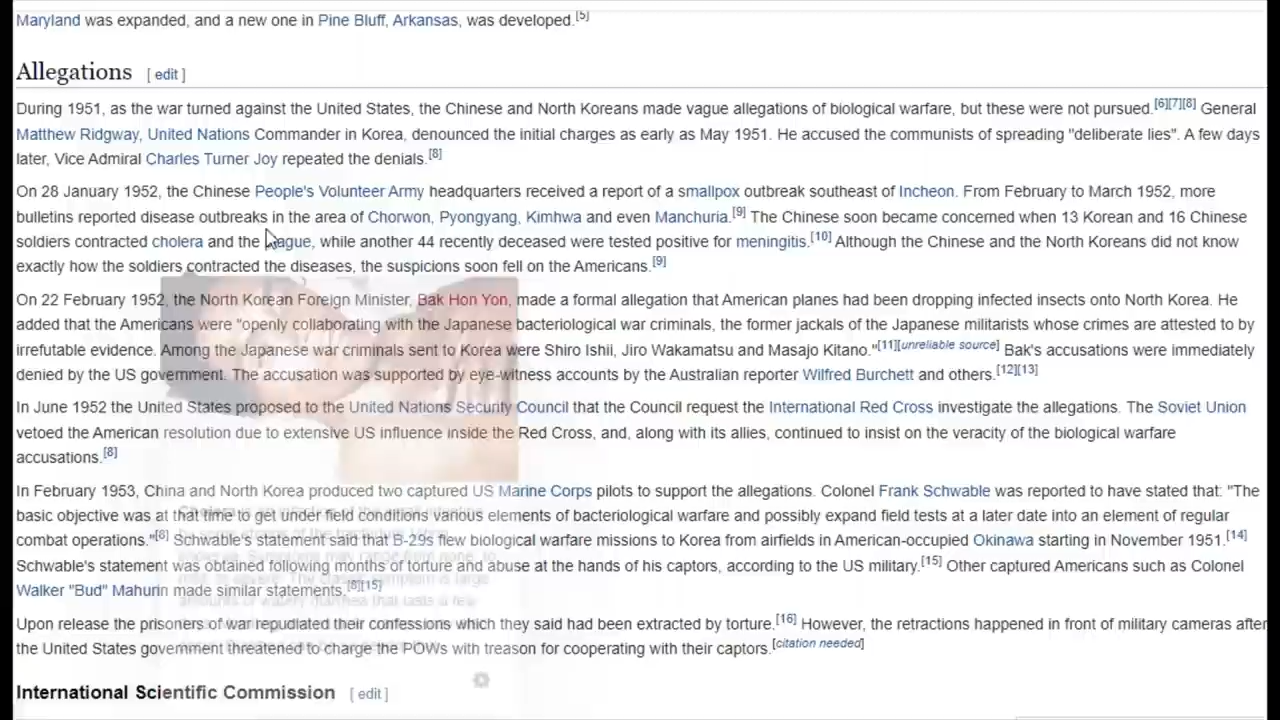 Maryland was expanded, and a new one in Pine Bluff, Arkansas, was developed.[5]
Allegations [ edit ]
During 1951, as the war turned against the United States, the Chinese and North Koreans made vague allegations of biological warfare, but these were not pursued.[6][7][8] General
Matthew Ridgway, United Nations Commander in Korea, denounced the initial charges as early as May 1951. He accused the communists of spreading "deliberate lies". A few days
later, Vice Admiral Charles Turner Joy repeated the denials.[8]
On 28 January 1952, the Chinese People's Volunteer Army headquarters received a report of a smallpox outbreak southeast of Incheon. From February to March 1952, more
bulletins reported disease outbreaks in the area of Chorwon, Pyongyang, Kimhwa and even Manchuria.[9] The Chinese soon became concerned when 13 Korean and 16 Chinese
soldiers contracted cholera and the plague, while another 44 recently deceased were tested positive for meningitis.[10] Although the Chinese and the North Koreans did not know
exactly how the soldiers contracted the diseases, the suspicions soon fell on the Americans.[9]
On 22 February 1952, the North Korean Foreign Minister, Bak Hon Yon, made a formal allegation that American planes had been dropping infected insects onto North Korea. He
added that the Americans were "openly collaborating with the Japanese bacteriological war criminals, the former jackals of the Japanese militarists whose crimes are attested to by
irrefutable evidence. Among the Japanese war criminals sent to Korea were Shiro Ishii, Jiro Wakamatsu and Masajo Kitano."[11][unreliable source] Bak's accusations were immediately
denied by the US government. The accusation was supported by eye-witness accounts by the Australian reporter Wilfred Burchett and others.[12][13]
In June 1952 the United States proposed to the United Nations Security Council that the Council request the International Red Cross investigate the allegations. The Soviet Union
vetoed the American resolution due to extensive US influence inside the Red Cross, and, along with its allies, continued to insist on the veracity of the biological warfare
accusations.[8]
In February 1953, China and North Korea produced two captured US Marine Corps pilots to support the allegations. Colonel Frank Schwable was reported to have stated that: "The
basic objective was at that time to get under field conditions various elements of bacteriological warfare and possibly expand field tests at a later date into an element of regular
combat operations."[6] Schwable's statement said that B-29s flew biological warfare missions to Korea from airfields in American-occupied Okinawa starting in November 1951.[14]
Schwable's statement was obtained following months of torture and abuse at the hands of his captors, according to the US military.[15] Other captured Americans such as Colonel
Walker "Bud" Mahurin made similar statements.[8][15]
Upon release the prisoners of war repudiated their confessions which they said had been extracted by torture.[16] However, the retractions happened in front of military cameras after
the United States government threatened to charge the POWs with treason for cooperating with their captors.[citation needed]
International Scientific Commission [ edit ]